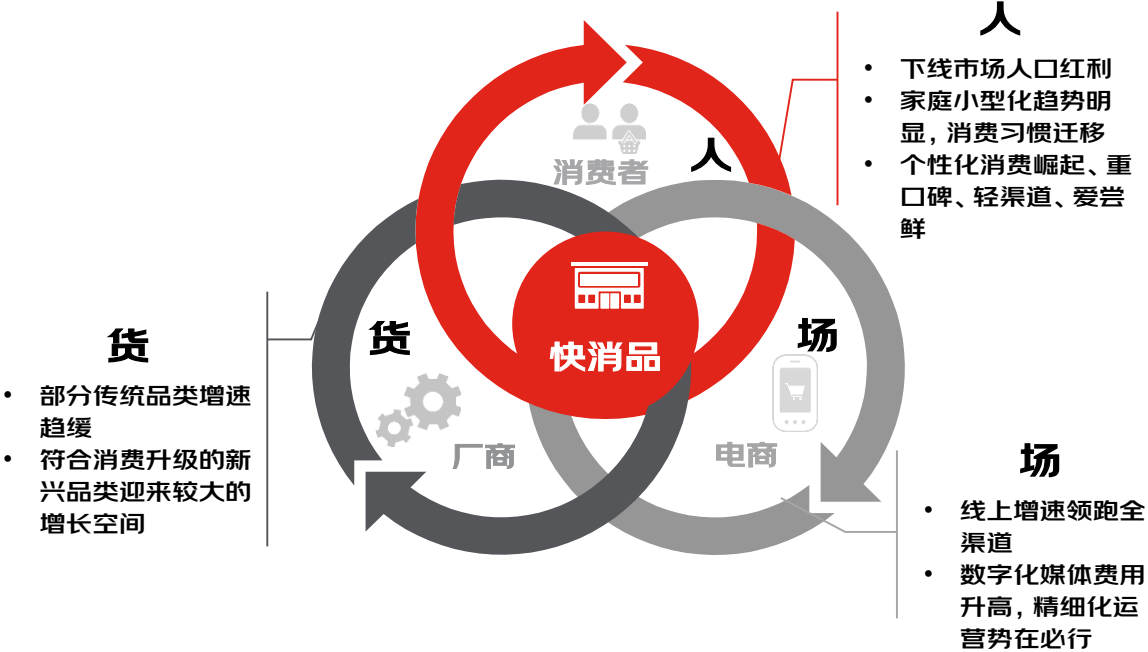 人
• 下线市场人口红利
• 家庭小型化趋势明
显，消费习惯迁移
• 个性化消费崛起、重
口碑、轻渠道、爱尝
鲜
消费者
人
货
• 部分传统品类增速
趋缓
• 符合消费升级的新
兴品类迎来较大的
增长空间
货
厂商
快消品
场
电商
场
• 线上增速领跑全
渠道
• 数字化媒体费用
升高，精细化运
营势在必行